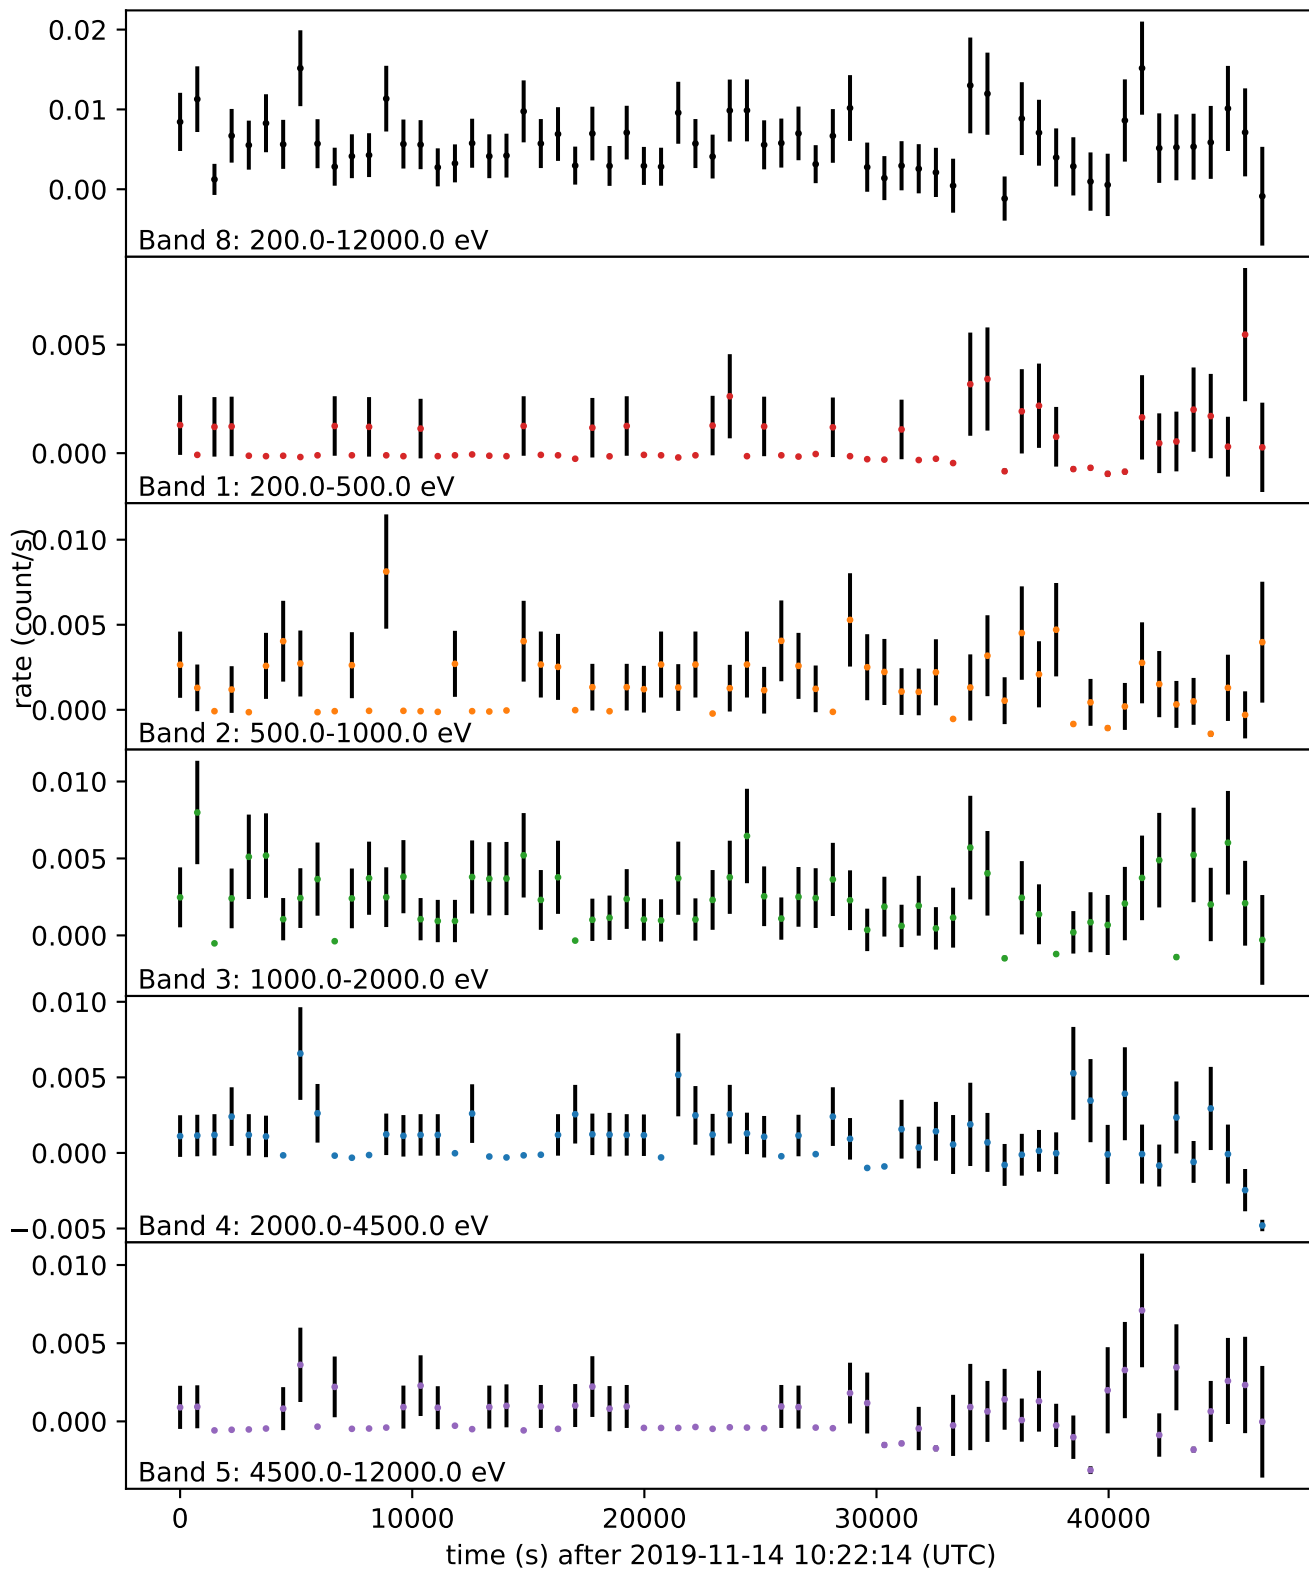 0.02
0.01
0.00
Band 8: 200.0-12000.0 eV
0.005
0.000
Band 1: 200.0-500.0 eV
rate (count/s)
0.010
0.005
0.000
Band 2: 500.0-1000.0 eV
0.010
0.005
0.000
Band 3: 1000.0-2000.0 eV
0.010
0.005
0.000
−0.005
Band 4: 2000.0-4500.0 eV
0.010
0.005
0.000
Band 5: 4500.0-12000.0 eV
0 10000 20000 30000 40000
time (s) after 2019-11-14 10:22:14 (UTC)